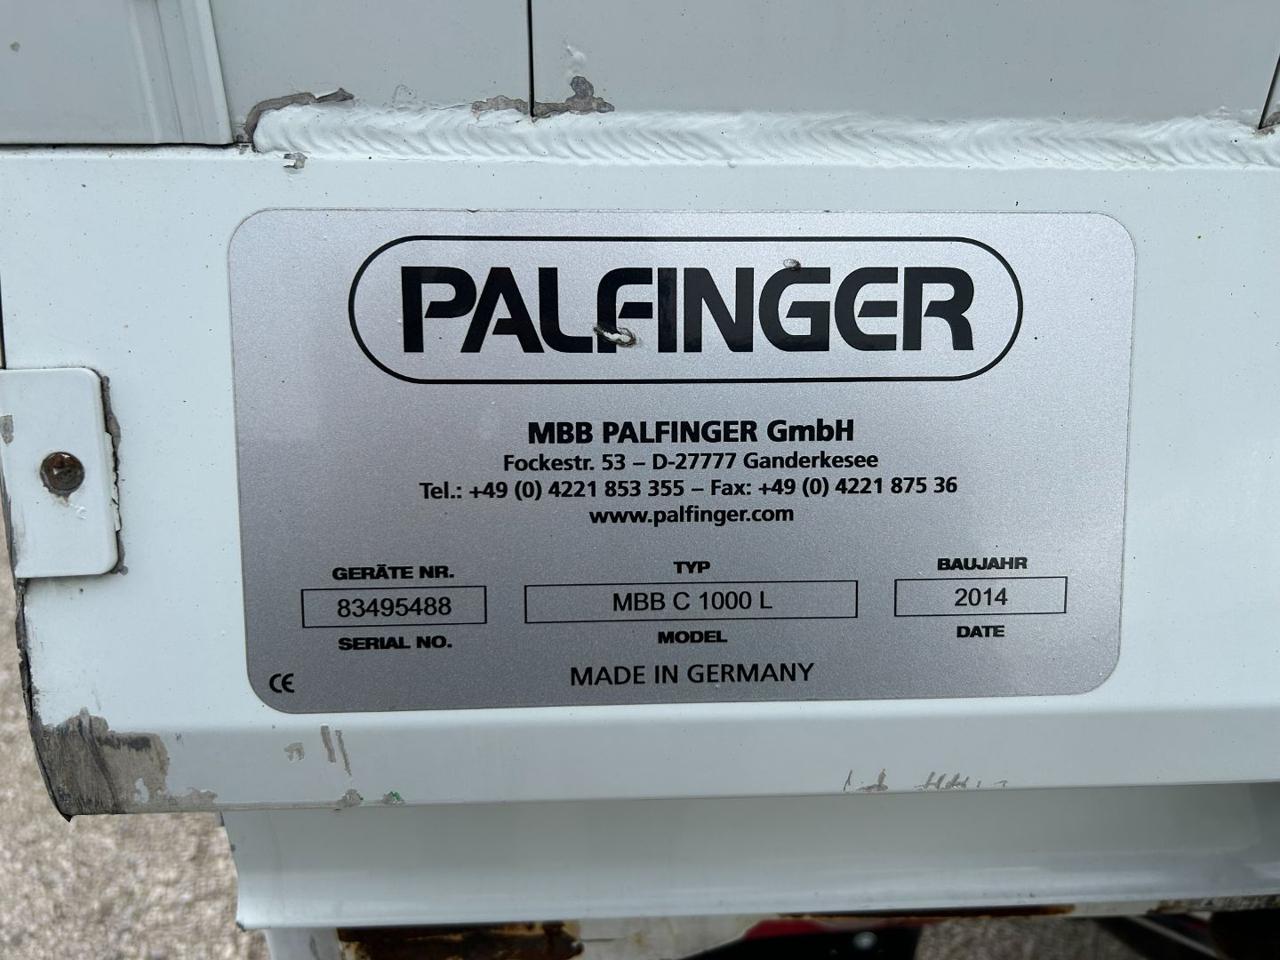 PALFINGER
MBB PALFINGER GmbH
Fockestr. 53 – D-27777 Ganderkesee
Tel.: +49 (0) 4221 853 355 – Fax: +49 (0) 4221 875 36
www.palfinger.com
GERÄTE NR. TYP BAUJAHR
83495488 MBB C 1000 L 2014
SERIAL NO. MODEL DATE
CE MADE IN GERMANY